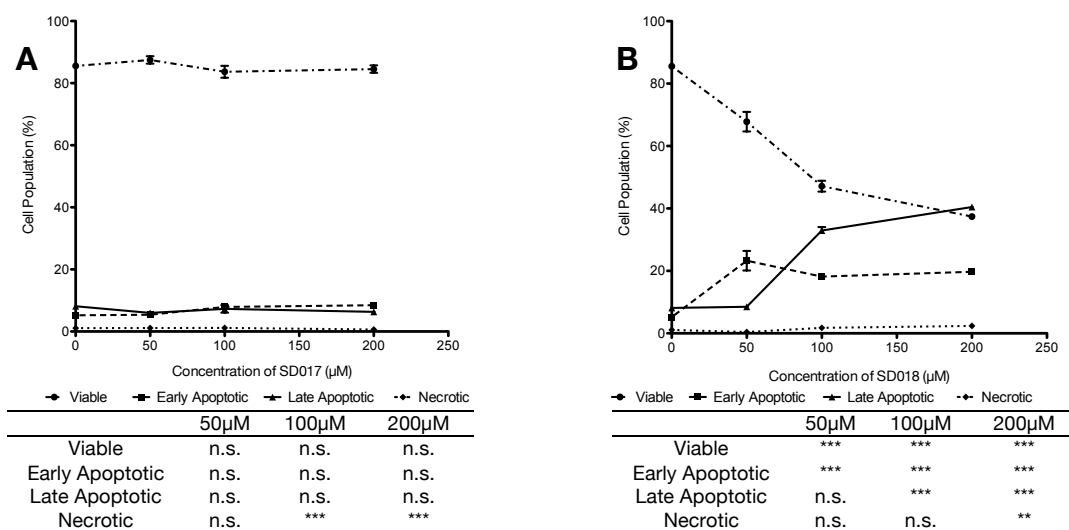 A
100
80
60
40
20
0
0 50 100 150 200 250
Cell Population (%)
Concentration of SD017 (µM)
Viable Early Apoptotic Late Apoptotic Necrotic
50µM 100µM 200µM
Viable n.s. n.s. n.s.
Early Apoptotic n.s. n.s. n.s.
Late Apoptotic n.s. n.s. n.s.
Necrotic n.s. *** ***
B
100
80
60
40
20
0
0 50 100 150 200 250
Cell Population (%)
Concentration of SD018 (µM)
Viable Early Apoptotic Late Apoptotic Necrotic
50µM 100µM 200µM
Viable *** *** ***
Early Apoptotic *** *** ***
Late Apoptotic n.s. *** ***
Necrotic n.s. n.s. **